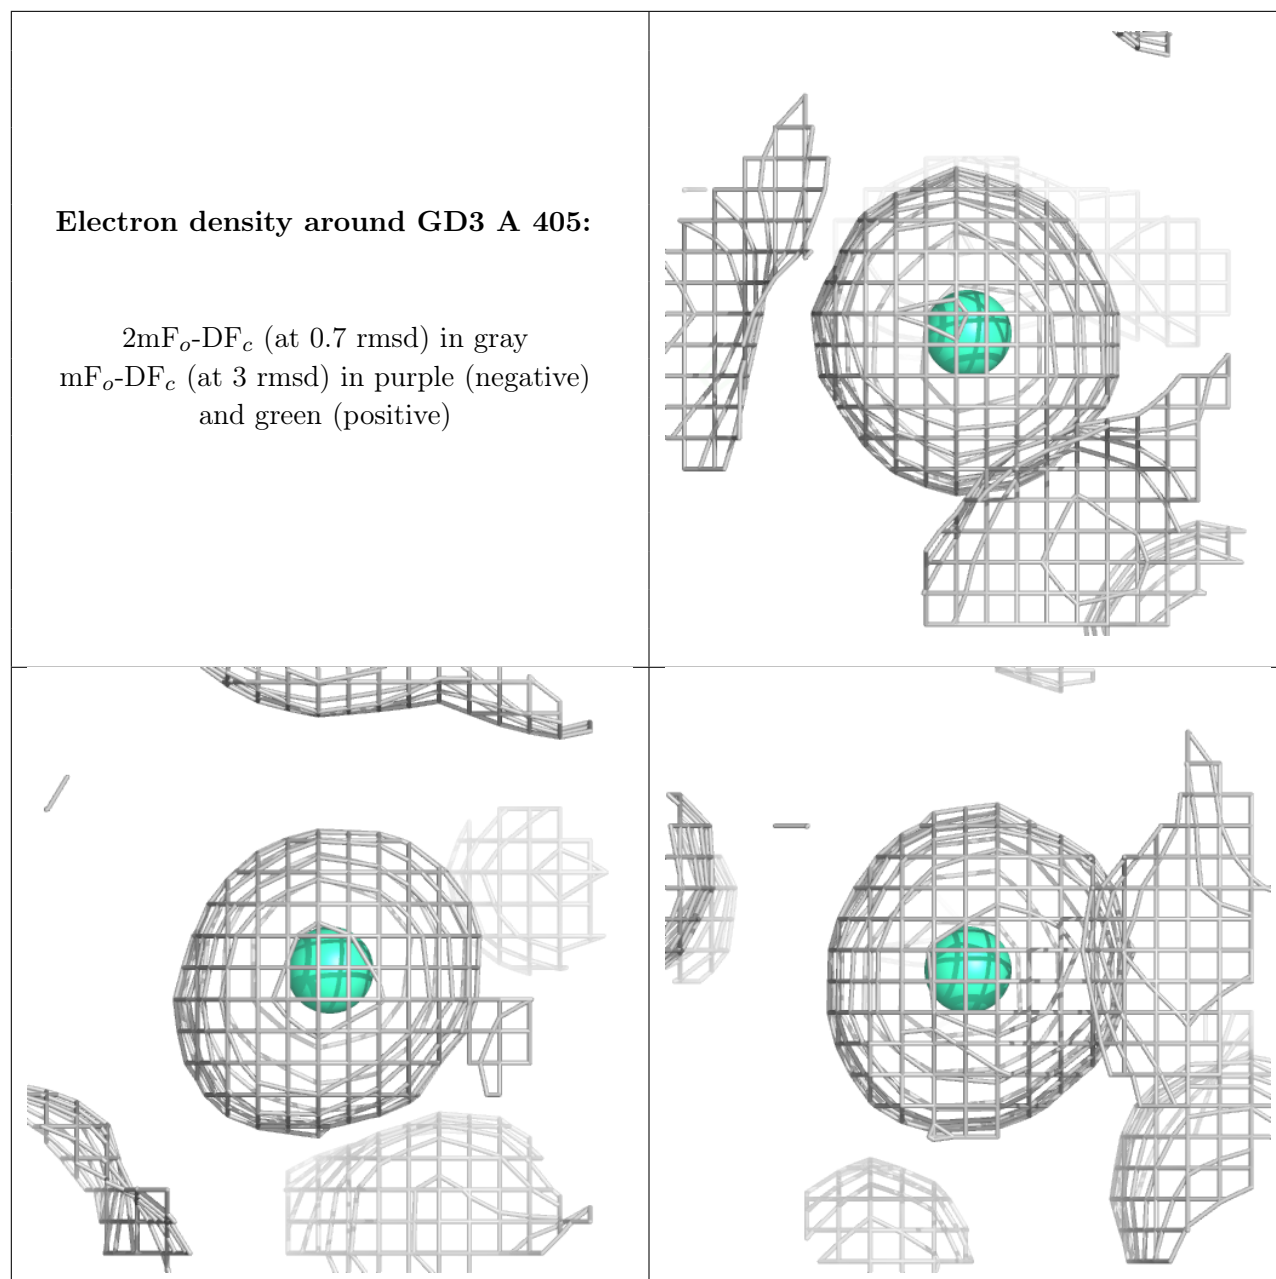 Electron density around GD3 A 405:
2mFo-DFc (at 0.7 rmsd) in gray
mFo-DFc (at 3 rmsd) in purple (negative)
and green (positive)